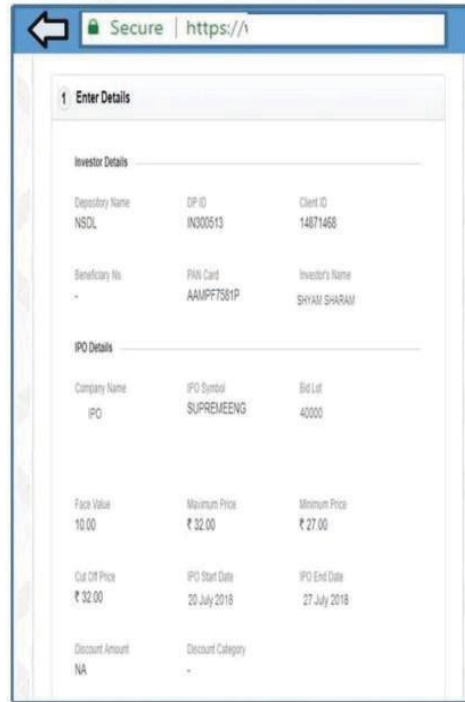 Secure | https://
1 Enter Details
Investor Details
Depository Name DP ID Client ID
NSDL IN300513 14871468
Beneficiary No. PAN Card Investor's Name
- AAMPF7581P SHYAM SHARAM
IPO Details
Company Name IPO Symbol Bid Lot
IPO SUPREMEENG 40000
Face Value Maximum Price Minimum Price
10.00 ₹ 32.00 ₹ 27.00
Cut Off Price IPO Start Date IPO End Date
₹ 32.00 20 July 2018 27 July 2018
Discount Amount Discount Category
NA -